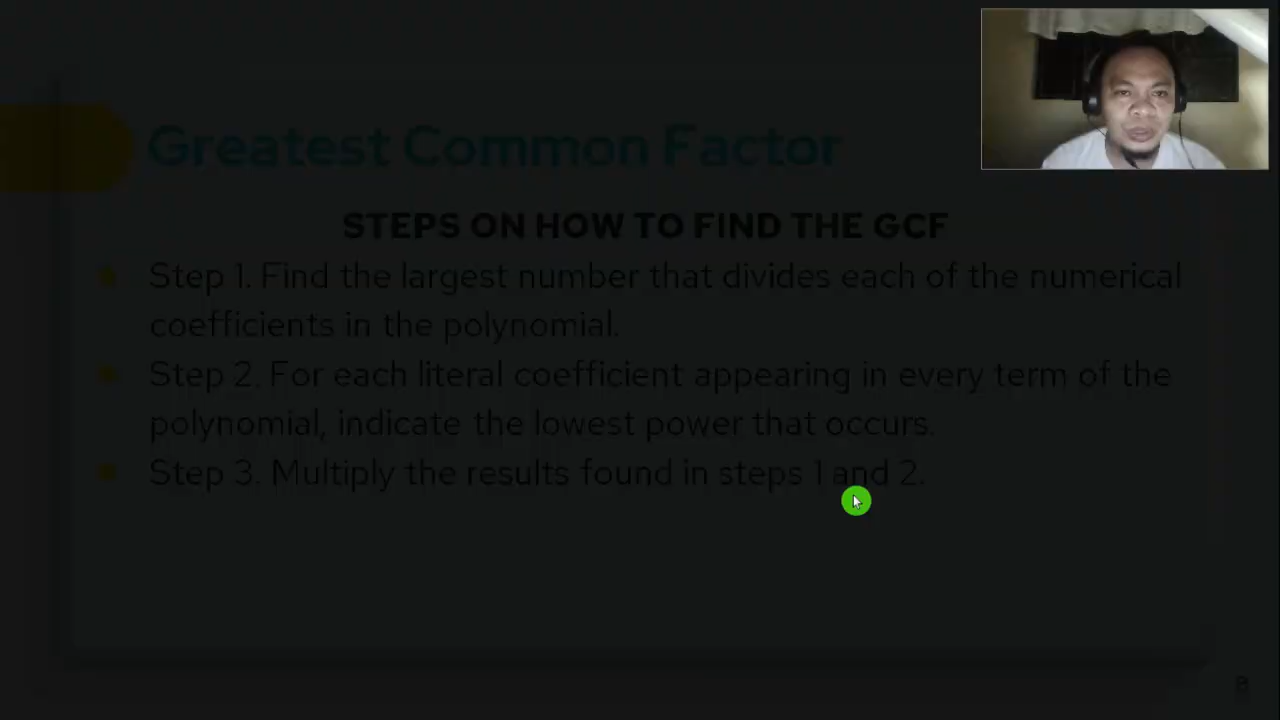 Greatest Common Factor
STEPS ON HOW TO FIND THE GCF
Step 1. Find the largest number that divides each of the numerical
coefficients in the polynomial.
Step 2. For each literal coefficient appearing in every term of the
polynomial, indicate the lowest power that occurs.
Step 3. Multiply the results found in steps 1 and 2.
8